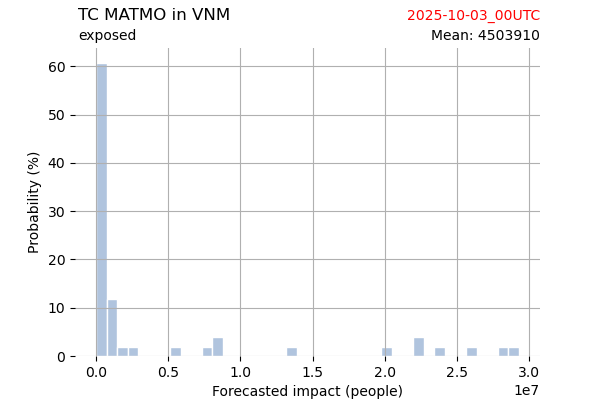 TC MATMO in VNM
2025-10-03_00UTC
exposed
Mean: 4503910
60
50
40
30
20
10
0
Probability (%)
0.0 0.5 1.0 1.5 2.0 2.5 3.0
1e7
Forecasted impact (people)